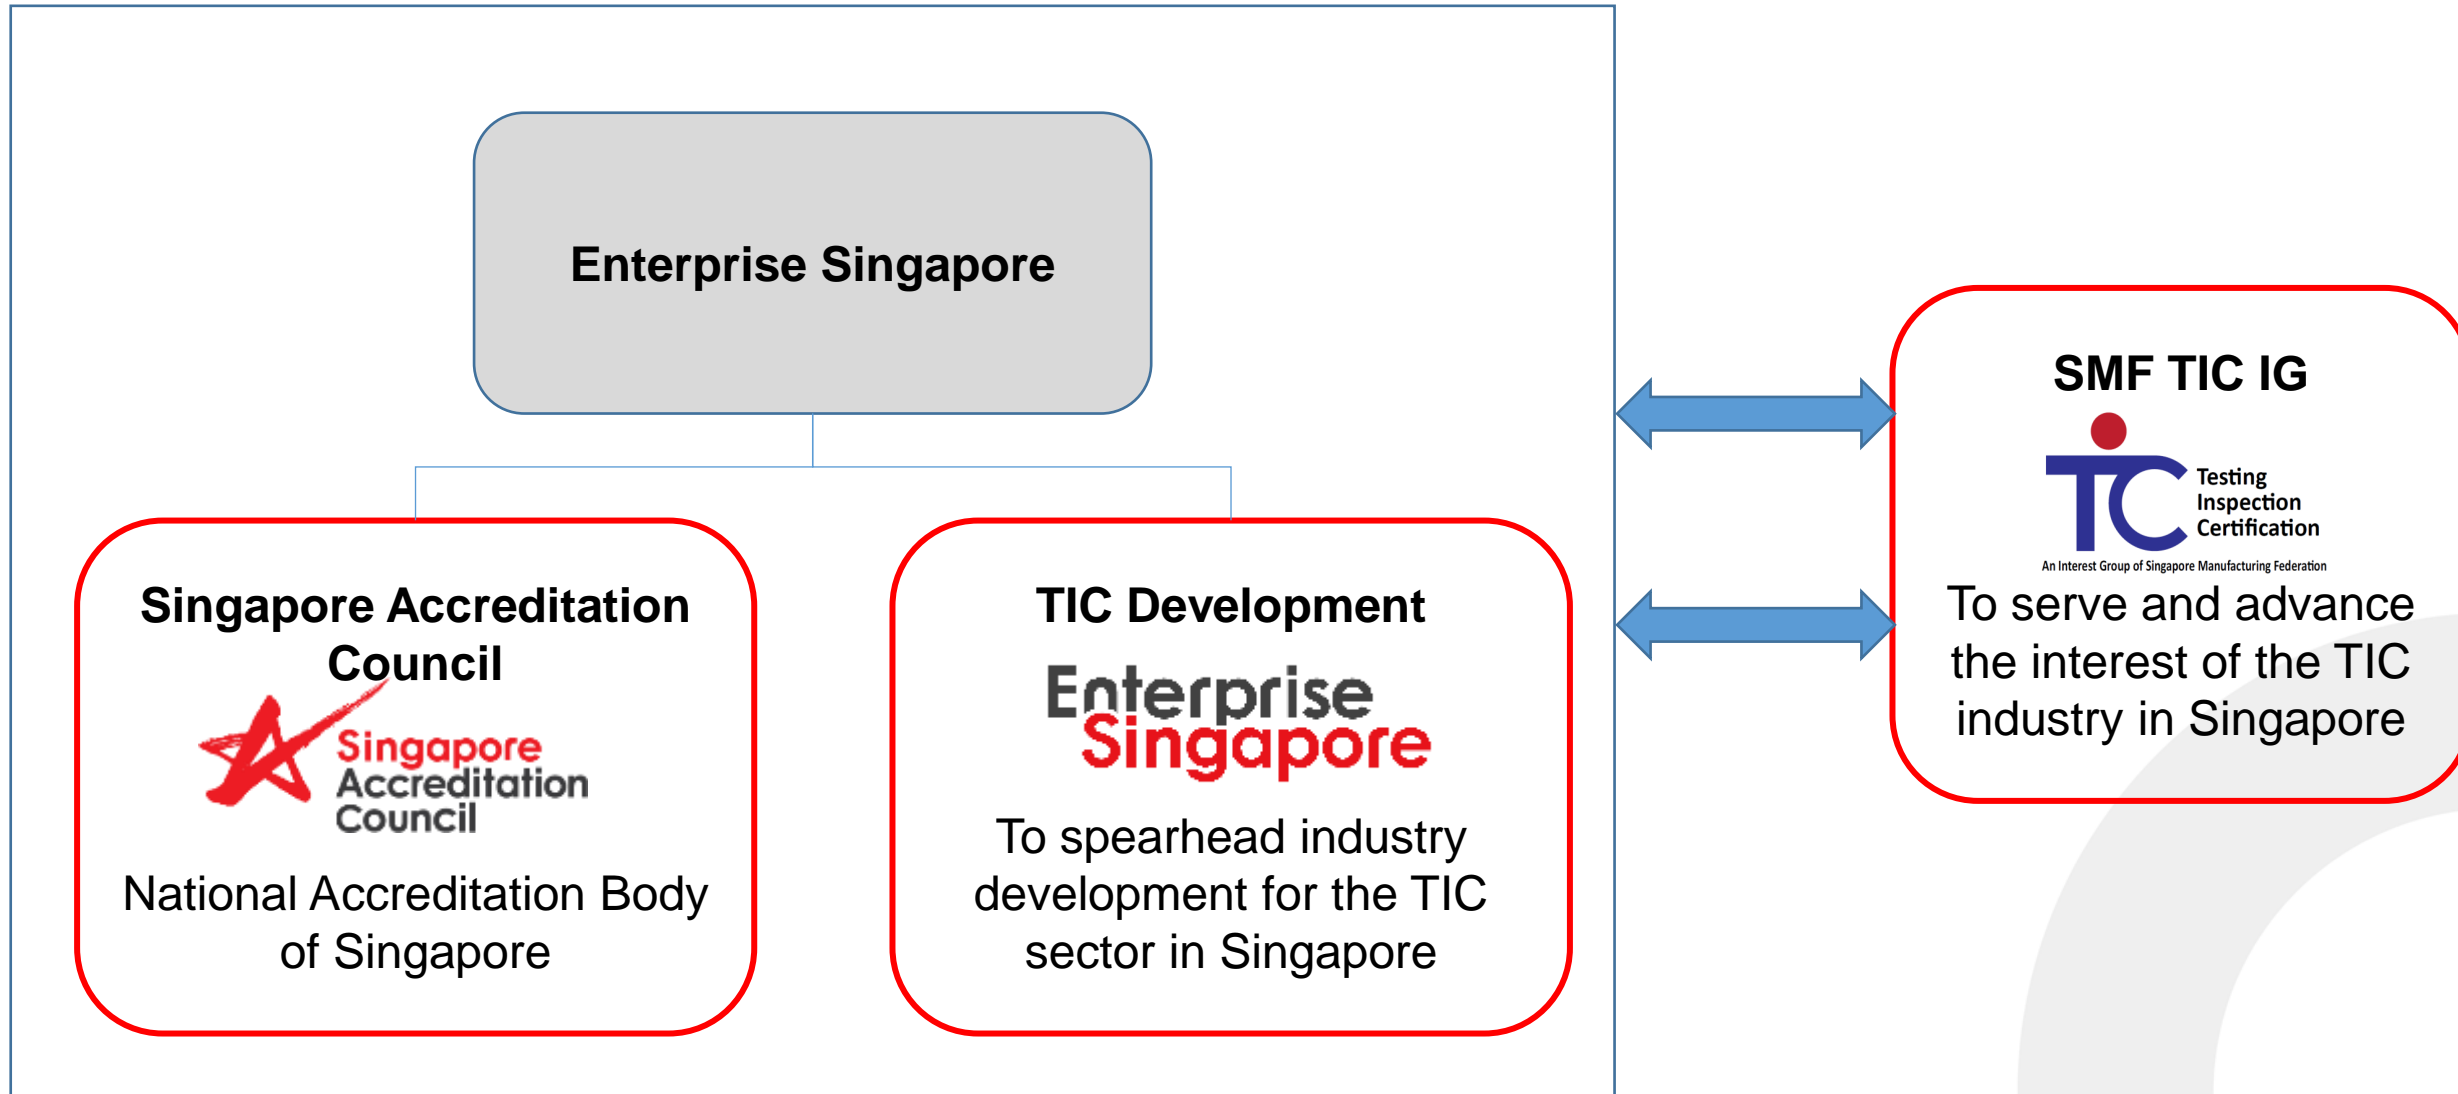 Enterprise Singapore
Singapore Accreditation
Council
Singapore
Accreditation
Council
National Accreditation Body
of Singapore
TIC Development
Enterprise
Singapore
To spearhead industry
development for the TIC
sector in Singapore
SMF TIC IG
TIC
Testing
Inspection
Certification
An Interest Group of Singapore Manufacturing Federation
To serve and advance
the interest of the TIC
industry in Singapore